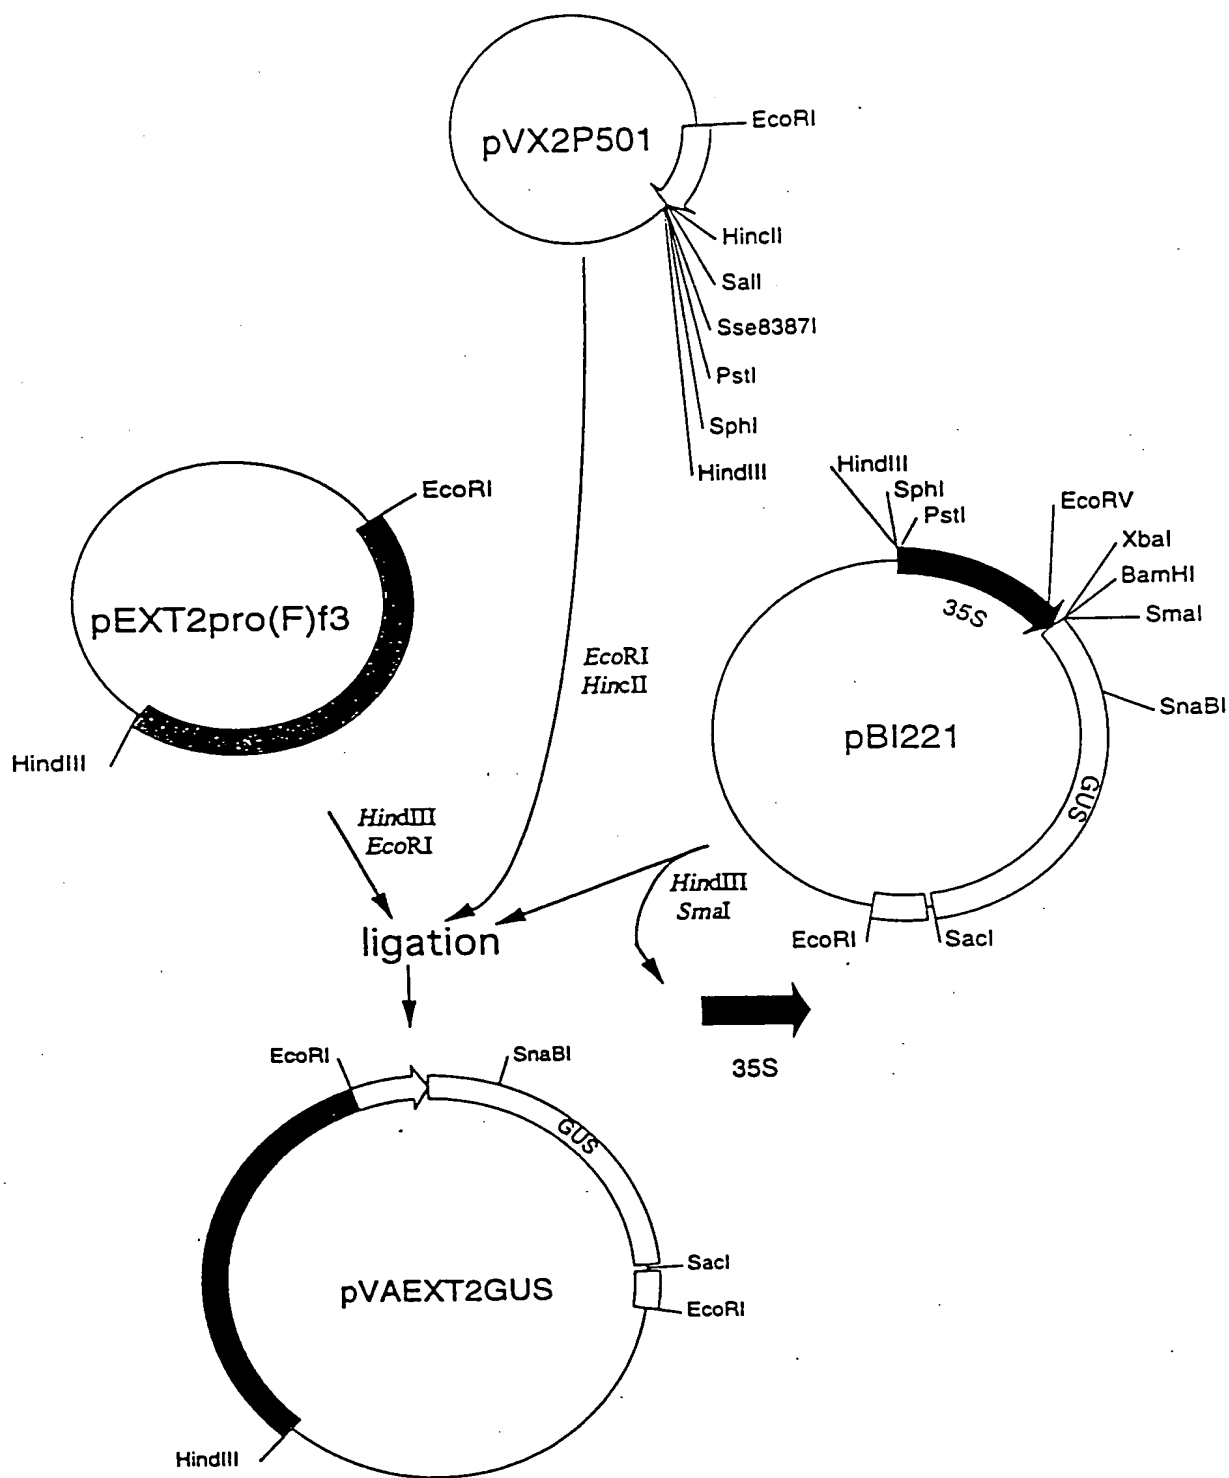 pVX2P501
EcoRI
HincII
SalI
Sse8387I
PstI
SphI
HindIII
pEXT2pro(F)f3
EcoRI
HindIII
HindIII
SphI
PstI
EcoRV
XbaI
BamHI
SmaI
35S
SnaBI
pBI221
GUS
EcoRI
SacI
EcoRI
HincII
HindIII
EcoRI
HindIII
SmaI
ligation
35S
EcoRI
SnaBI
GUS
SacI
EcoRI
pVAEXT2GUS
HindIII